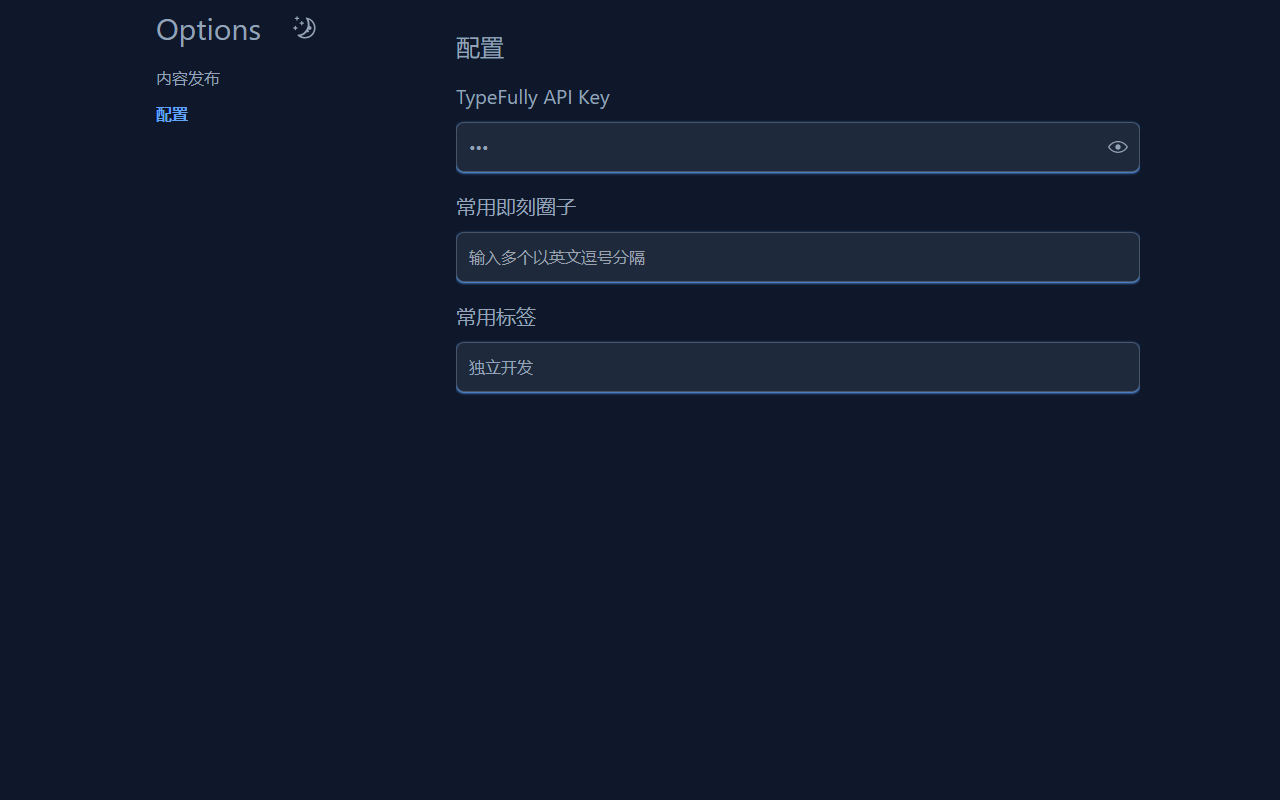 Options
内容发布
配置
配置
TypeFully API Key
•••
常用即刻圈子
输入多个以英文逗号分隔
常用标签
独立开发